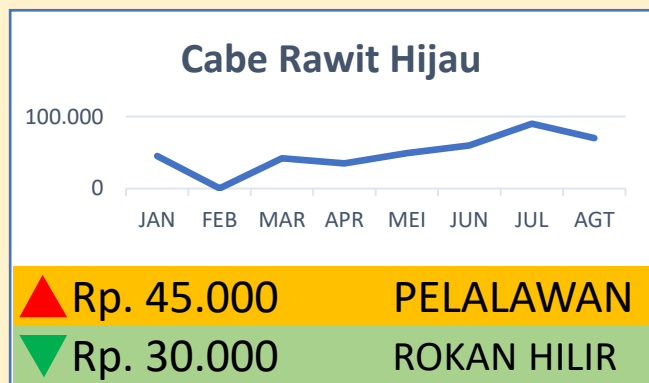 Cabe Rawit Hijau
100.000
0
JAN FEB MAR APR MEI JUN JUL AGT
Rp. 45.000 PELALAWAN
Rp. 30.000 ROKAN HILIR